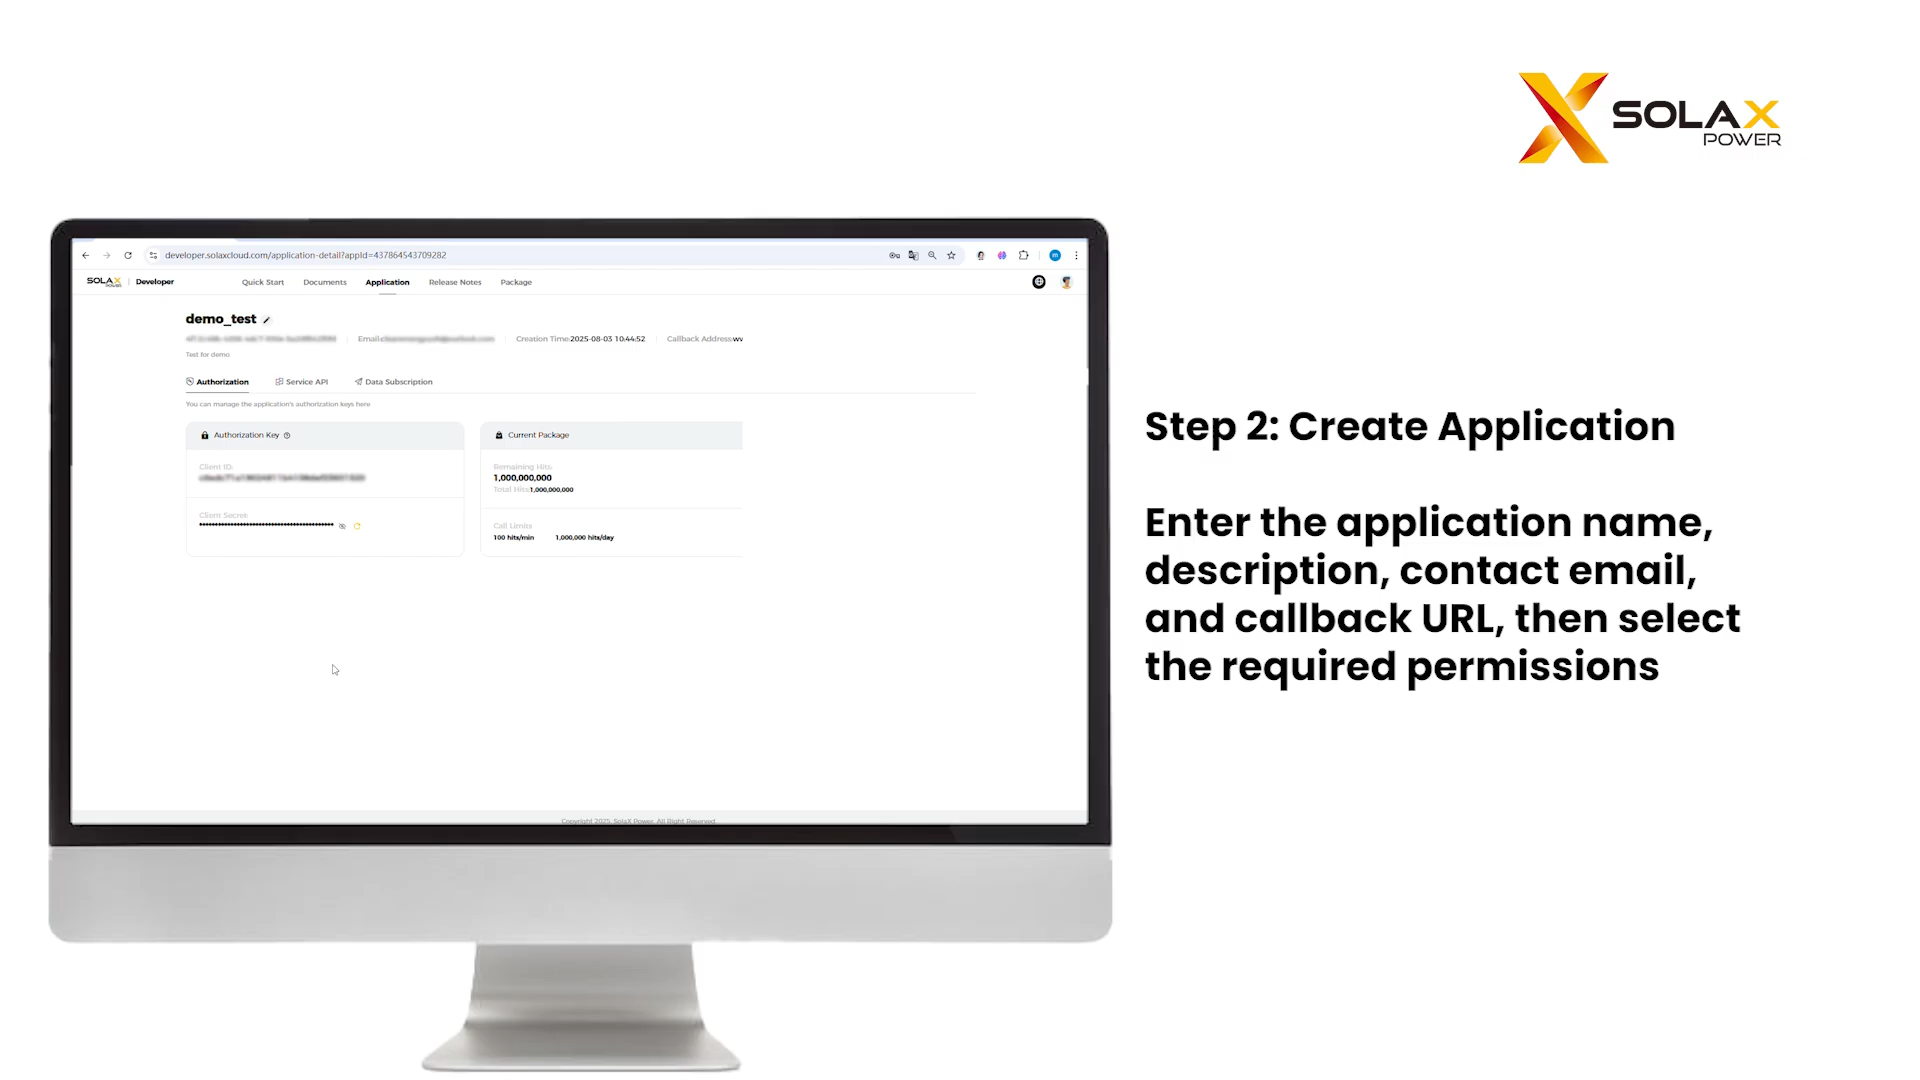 SOLAX
POWER
developer.solaxcloud.com/application-detail?appId=437864543709282
m
SOLAX POWER | Developer
Quick Start
Documents
Application
Release Notes
Package
demo_test
Email:
Creation Time:2025-08-03 10:44:52
Callback Address:
Test for demo
Authorization
Service API
Data Subscription
You can manage the application's authorization keys here
Authorization Key
Current Package
Client ID:
Client Secret:
Remaining Hits:
1,000,000,000
Total Hits:1,000,000,000
Call Limits
100 hits/min
1,000,000 hits/day
Copyright 2025. SolaX Power. All Right Reserved.
Step 2: Create Application
Enter the application name,
description, contact email,
and callback URL, then select
the required permissions